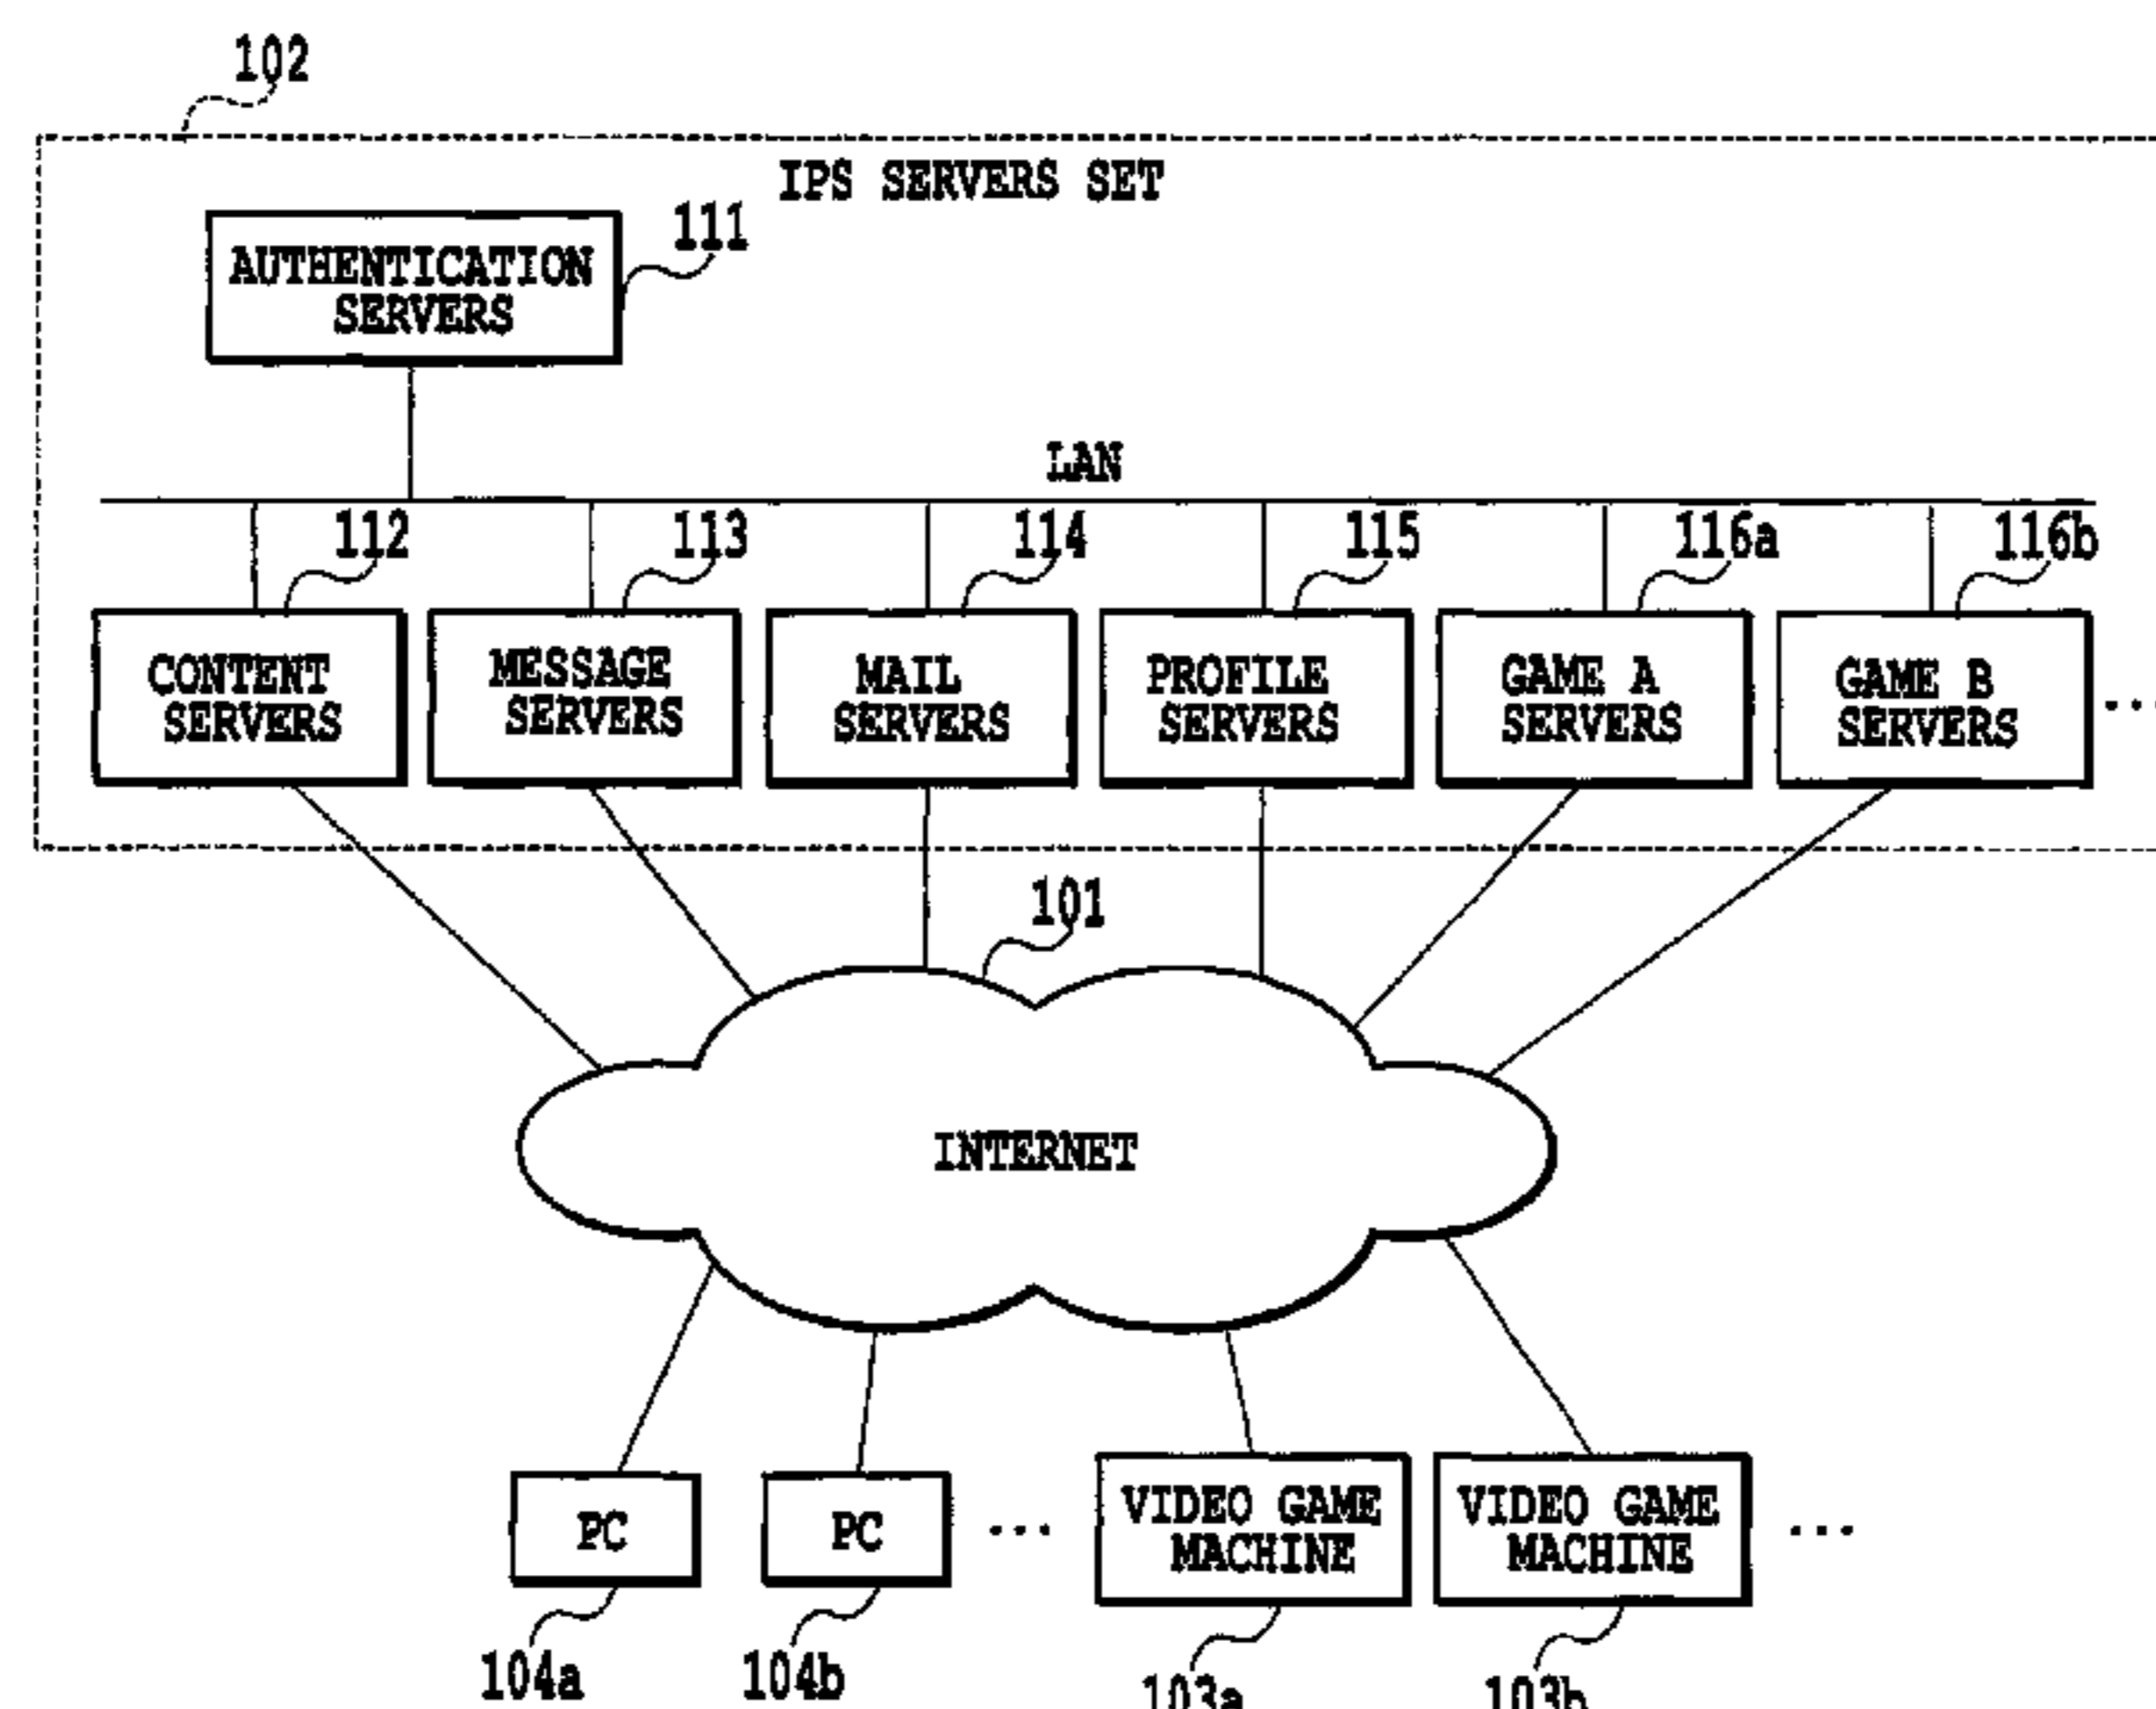 102
IPS SERVERS SET
111
AUTHENTICATION
SERVERS
LAN
112
113
114
115
116a
116b
CONTENT
SERVERS
MESSAGE
SERVERS
MAIL
SERVERS
PROFILE
SERVERS
GAME A
SERVERS
GAME B
SERVERS
...
101
INTERNET
PC
PC
...
VIDEO GAME
MACHINE
VIDEO GAME
MACHINE
...
104a
104b
103a
103b